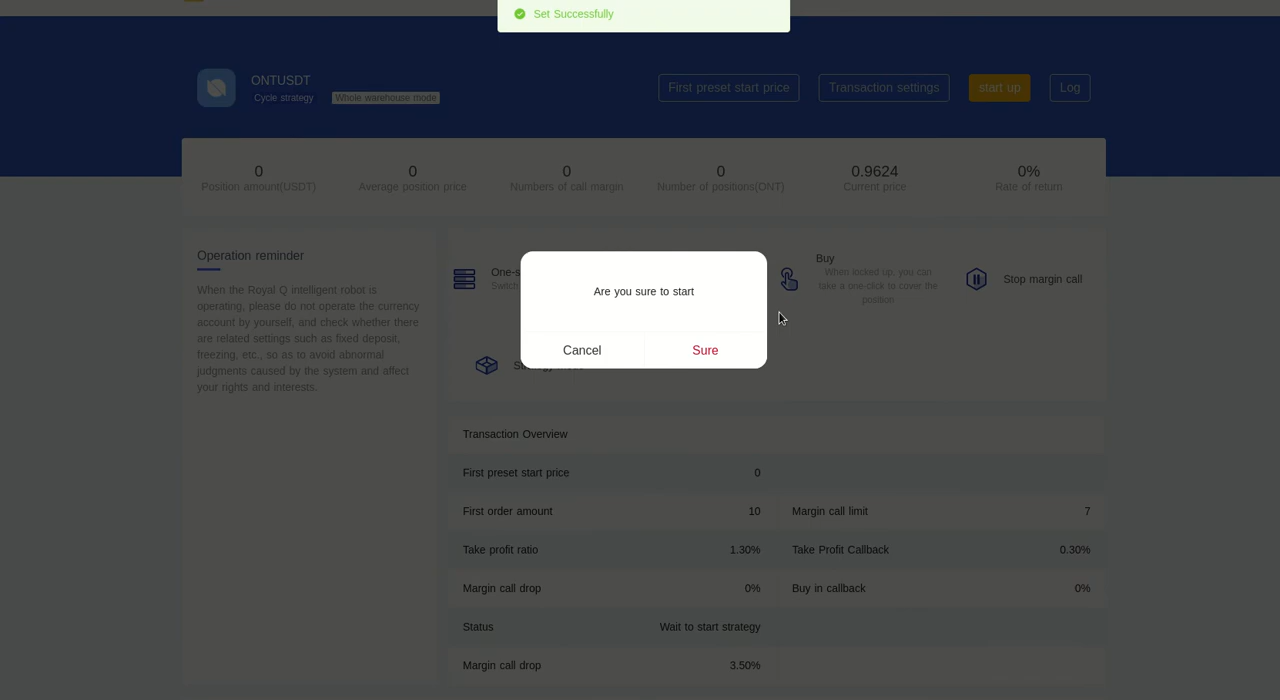 Set Successfully
ONTUSDT
Cycle strategy Whole warehouse mode
First preset start price Transaction settings start up Log
0 0 0 0 0.9624 0%
Position amount(USDT) Average position price Numbers of call margin Number of positions(ONT) Current price Rate of return
Operation reminder
When the Royal Q intelligent robot is
operating, please do not operate the currency
account by yourself, and check whether there
are related settings such as fixed deposit,
freezing, etc., so as to avoid abnormal
judgments caused by the system and affect
your rights and interests.
One-s
Switch
Buy
When locked up, you can
take a one-click to cover the
position
Stop margin call
Are you sure to start
Cancel Sure
Transaction Overview
First preset start price 0
First order amount 10 Margin call limit 7
Take profit ratio 1.30% Take Profit Callback 0.30%
Margin call drop 0% Buy in callback 0%
Status Wait to start strategy
Margin call drop 3.50%